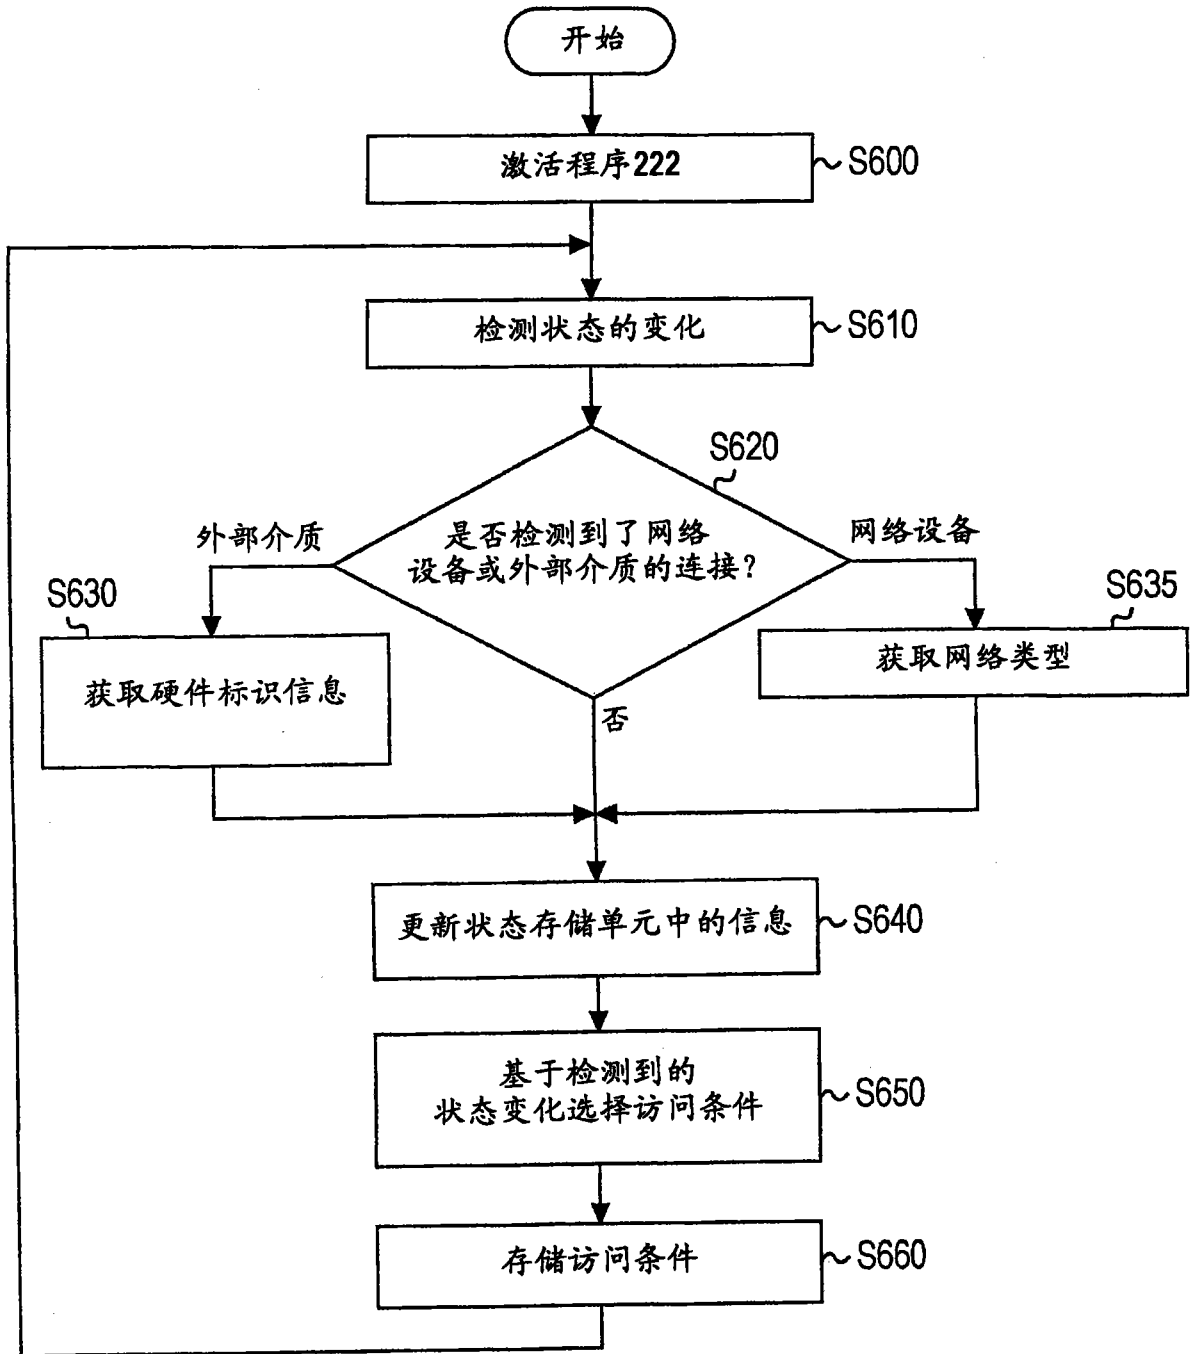 开始
激活程序222
S600
检测状态的变化
S610
S620
是否检测到了网络
设备或外部介质的连接?
外部介质
网络设备
S630
获取硬件标识信息
S635
获取网络类型
否
更新状态存储单元中的信息
S640
基于检测到的
状态变化选择访问条件
S650
存储访问条件
S660